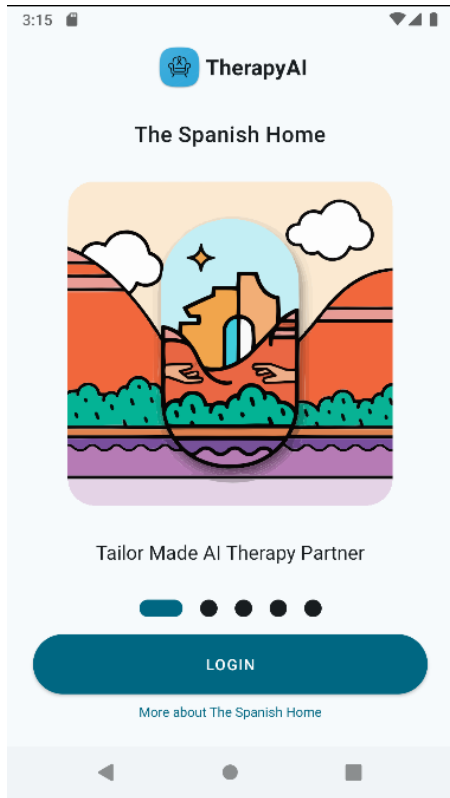 3:15
TherapyAI
The Spanish Home
Tailor Made AI Therapy Partner
LOGIN
More about The Spanish Home